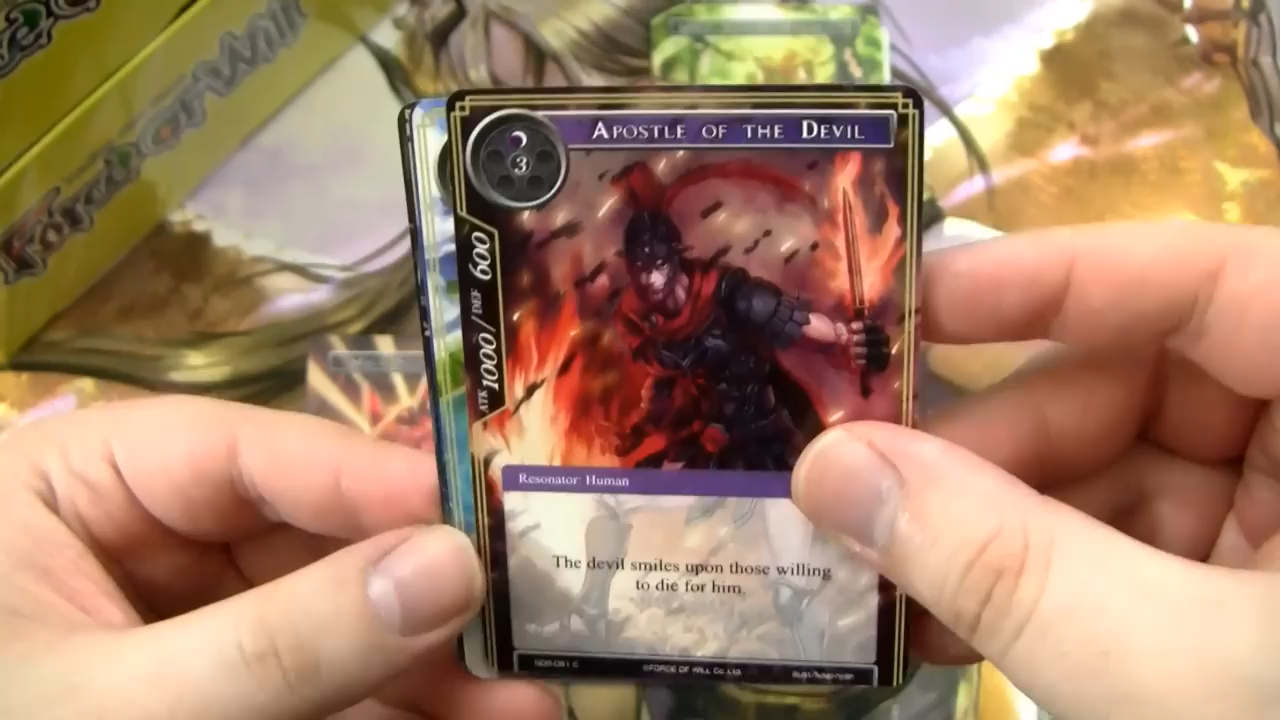 Force of Will
3
APOSTLE OF THE DEVIL
ATK 1000 / DEF 600
Resonator: Human
The devil smiles upon those willing
to die for him.
©FORCE OF WILL Co.,Ltd.